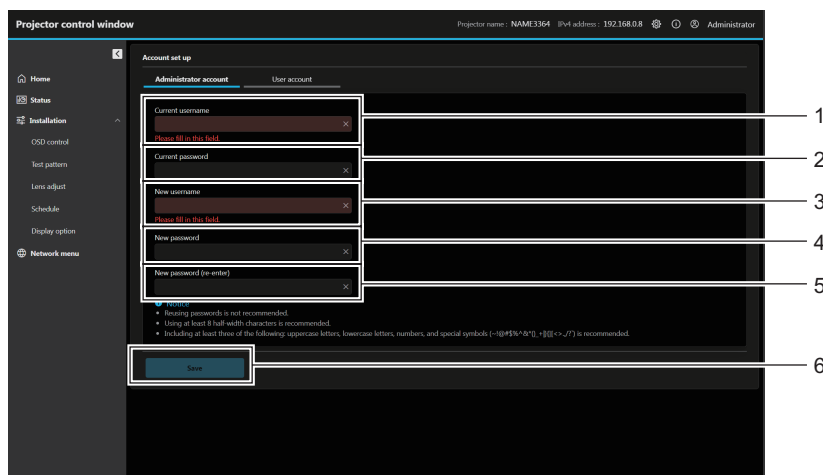 Projector control window
Projector name : NAME3364 IPv4 address : 192.168.0.8 Administrator
Home
Status
Installation
OSD control
Test pattern
Lens adjust
Schedule
Display option
Network menu
Account set up
Administrator account User account
Current username
Please fill in this field.
Current password
New username
Please fill in this field.
New password
New password (re-enter)
Notice
Reusing passwords is not recommended.
Using at least 8 half-width characters is recommended.
Including at least three of the following: uppercase letters, lowercase letters, numbers, and special symbols is recommended.
Save
1
2
3
4
5
6